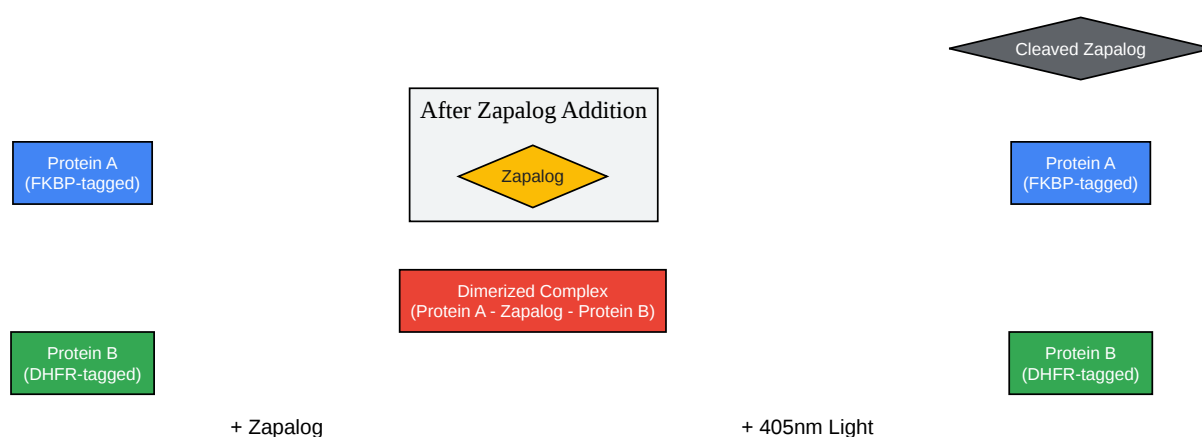 Cleaved Zapalog
After Zapalog Addition
Zapalog
Protein A
(FKBP-tagged)
Protein A
(FKBP-tagged)
Dimerized Complex
(Protein A - Zapalog - Protein B)
Protein B
(DHFR-tagged)
Protein B
(DHFR-tagged)
+ Zapalog
+ 405nm Light